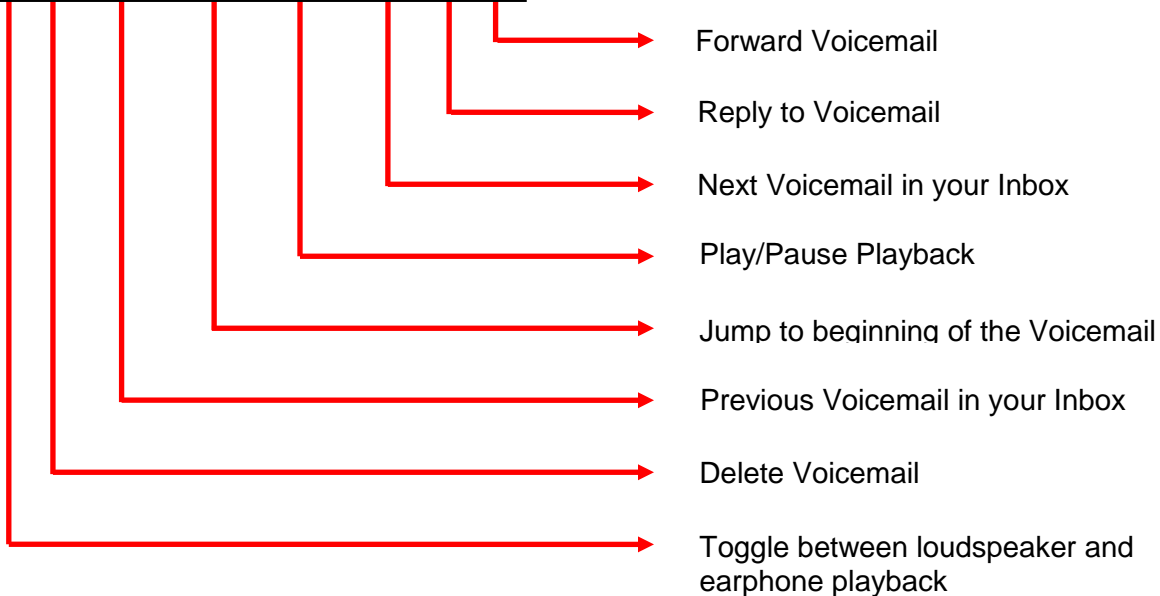 Forward Voicemail
Reply to Voicemail
Next Voicemail in your Inbox
Play/Pause Playback
Jump to beginning of the Voicemail
Previous Voicemail in your Inbox
Delete Voicemail
Toggle between loudspeaker and
earphone playback